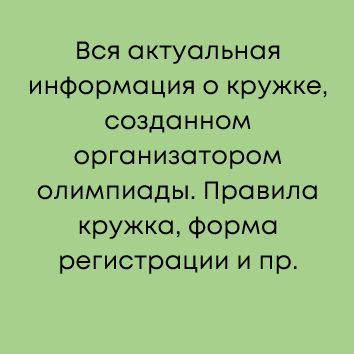 Вся актуальная
информация о кружке,
созданном
организатором
олимпиады. Правила
кружка, форма
регистрации и пр.